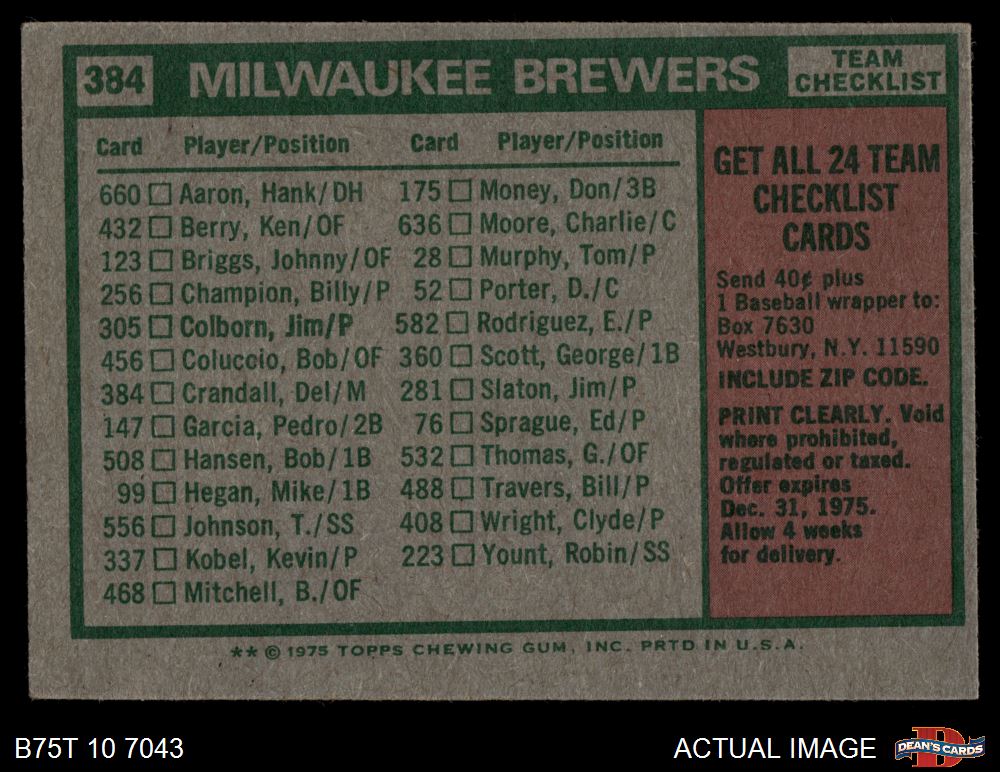 384 MILWAUKEE BREWERS TEAM CHECKLIST
Card Player/Position
660 Aaron, Hank/DH
432 Berry, Ken/OF
123 Briggs, Johnny/OF
256 Champion, Billy/P
305 Colborn, Jim/P
456 Coluccio, Bob/OF
384 Crandall, Del/M
147 Garcia, Pedro/2B
508 Hansen, Bob/1B
99 Hegan, Mike/1B
556 Johnson, T./SS
337 Kobel, Kevin/P
468 Mitchell, B./OF
Card Player/Position
175 Money, Don/3B
636 Moore, Charlie/C
28 Murphy, Tom/P
52 Porter, D./C
582 Rodriguez, E./P
360 Scott, George/1B
281 Slaton, Jim/P
76 Sprague, Ed/P
532 Thomas, G./OF
488 Travers, Bill/P
408 Wright, Clyde/P
223 Yount, Robin/SS
GET ALL 24 TEAM
CHECKLIST
CARDS
Send 40¢ plus
1 Baseball wrapper to:
Box 7630
Westbury, N.Y. 11590
INCLUDE ZIP CODE.
PRINT CLEARLY. Void
where prohibited,
regulated or taxed.
Offer expires
Dec. 31, 1975.
Allow 4 weeks
for delivery.
** © 1975 TOPPS CHEWING GUM, INC. PRTD IN U.S.A.
B75T 10 7043
ACTUAL IMAGE
D
DEAN'S CARDS